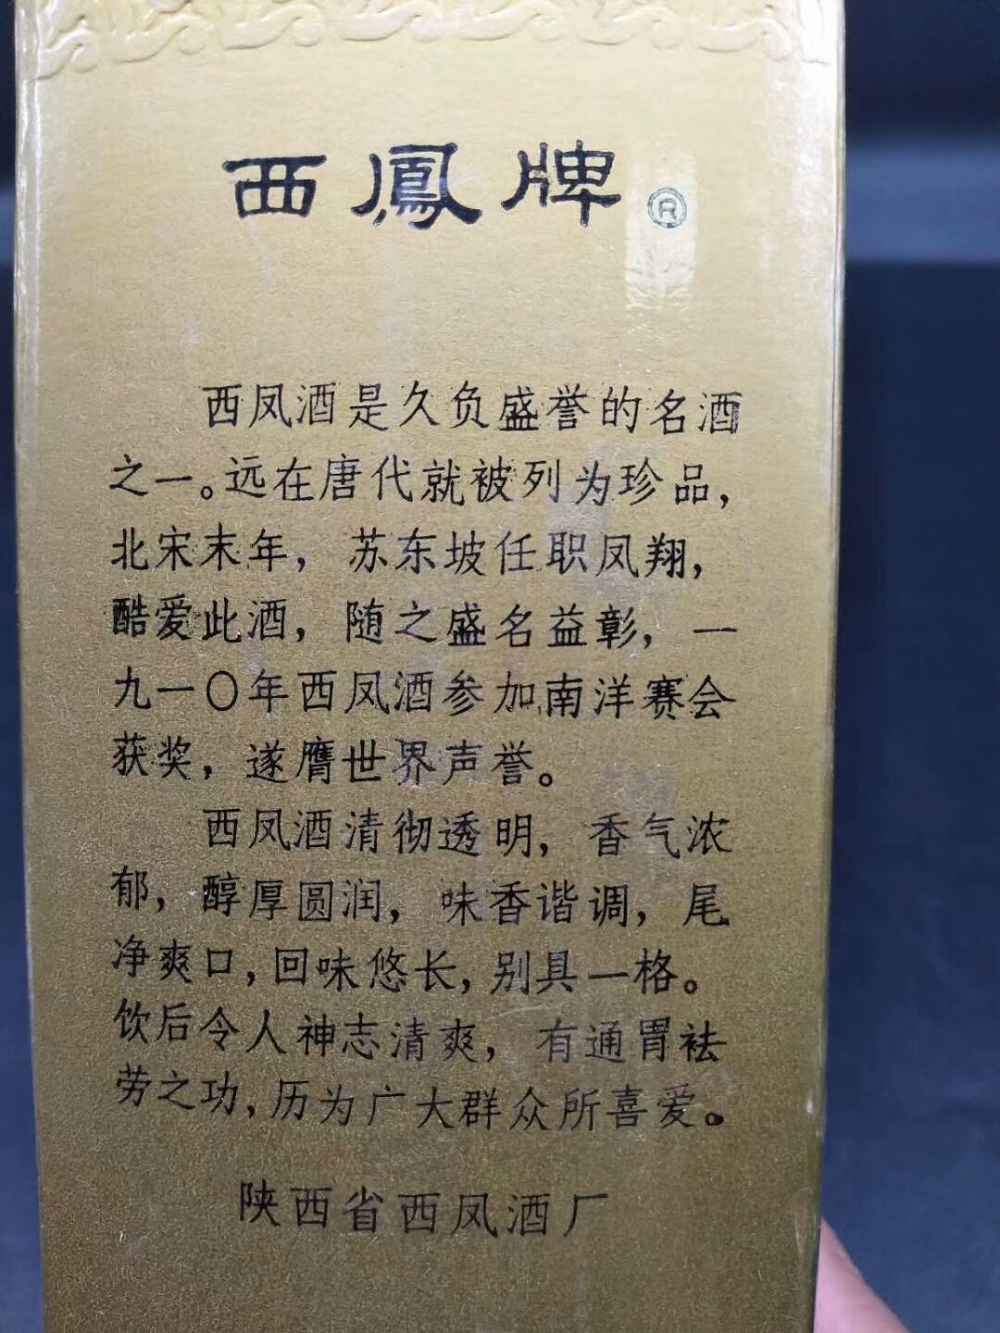 西鳳牌®
西凤酒是久负盛誉的名酒
之一。远在唐代就被列为珍品，
北宋末年，苏东坡任职凤翔，
酷爱此酒，随之盛名益彰，一
九一〇年西凤酒参加南洋赛会
获奖，遂膺世界声誉。
西凤酒清彻透明，香气浓
郁，醇厚圆润，味香谐调，尾
净爽口，回味悠长，别具一格。
饮后令人神志清爽，有通胃祛
劳之功，历为广大群众所喜爱。
陕西省西凤酒厂